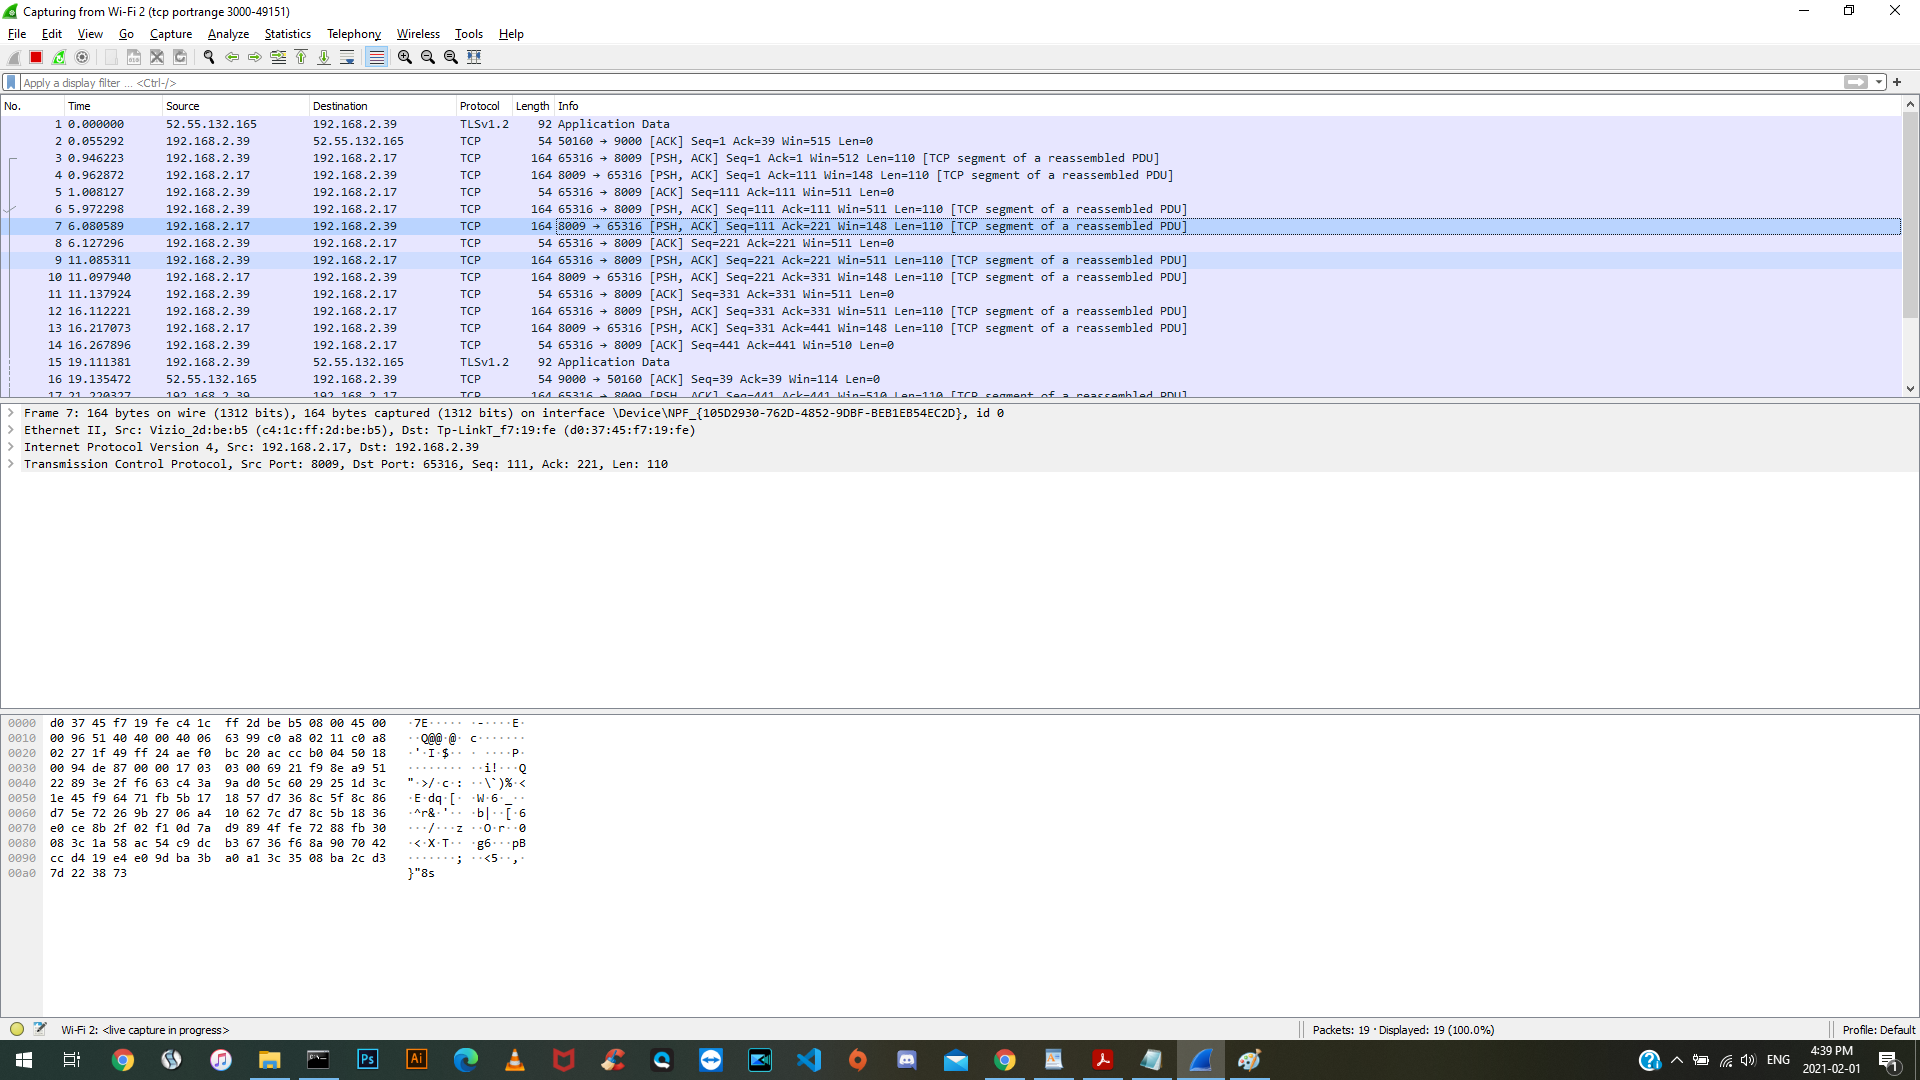 Capturing from Wi-Fi 2 (tcp portrange 3000-49151)
File Edit View Go Capture Analyze Statistics Telephony Wireless Tools Help
Apply a display filter ... <Ctrl-/>
No. Time Source Destination Protocol Length Info
1 0.000000 52.55.132.165 192.168.2.39 TLSv1.2 92 Application Data
2 0.055292 192.168.2.39 52.55.132.165 TCP 54 50160 → 9000 [ACK] Seq=1 Ack=39 Win=515 Len=0
3 0.946223 192.168.2.39 192.168.2.17 TCP 164 65316 → 8009 [PSH, ACK] Seq=1 Ack=1 Win=512 Len=110 [TCP segment of a reassembled PDU]
4 0.962872 192.168.2.17 192.168.2.39 TCP 164 8009 → 65316 [PSH, ACK] Seq=1 Ack=111 Win=148 Len=110 [TCP segment of a reassembled PDU]
5 1.008127 192.168.2.39 192.168.2.17 TCP 54 65316 → 8009 [ACK] Seq=111 Ack=111 Win=511 Len=0
6 5.972298 192.168.2.39 192.168.2.17 TCP 164 65316 → 8009 [PSH, ACK] Seq=111 Ack=111 Win=511 Len=110 [TCP segment of a reassembled PDU]
7 6.080589 192.168.2.17 192.168.2.39 TCP 164 8009 → 65316 [PSH, ACK] Seq=111 Ack=221 Win=148 Len=110 [TCP segment of a reassembled PDU]
8 6.127296 192.168.2.39 192.168.2.17 TCP 54 65316 → 8009 [ACK] Seq=221 Ack=221 Win=511 Len=0
9 11.085311 192.168.2.39 192.168.2.17 TCP 164 65316 → 8009 [PSH, ACK] Seq=221 Ack=221 Win=511 Len=110 [TCP segment of a reassembled PDU]
10 11.097940 192.168.2.17 192.168.2.39 TCP 164 8009 → 65316 [PSH, ACK] Seq=221 Ack=331 Win=148 Len=110 [TCP segment of a reassembled PDU]
11 11.137924 192.168.2.39 192.168.2.17 TCP 54 65316 → 8009 [ACK] Seq=331 Ack=331 Win=511 Len=0
12 16.112221 192.168.2.39 192.168.2.17 TCP 164 65316 → 8009 [PSH, ACK] Seq=331 Ack=331 Win=511 Len=110 [TCP segment of a reassembled PDU]
13 16.217073 192.168.2.17 192.168.2.39 TCP 164 8009 → 65316 [PSH, ACK] Seq=331 Ack=441 Win=148 Len=110 [TCP segment of a reassembled PDU]
14 16.267896 192.168.2.39 192.168.2.17 TCP 54 65316 → 8009 [ACK] Seq=441 Ack=441 Win=510 Len=0
15 19.111381 192.168.2.39 52.55.132.165 TLSv1.2 92 Application Data
16 19.135472 52.55.132.165 192.168.2.39 TCP 54 9000 → 50160 [ACK] Seq=39 Ack=39 Win=114 Len=0
17 21.220327 192.168.2.39 192.168.2.17 TCP 164 65316 → 8009 [PSH, ACK] Seq=441 Ack=441 Win=510 Len=110 [TCP segment of a reassembled PDU]
Frame 7: 164 bytes on wire (1312 bits), 164 bytes captured (1312 bits) on interface \Device\NPF_{105D2930-762D-4852-9DBF-BEB1EB54EC2D}, id 0
Ethernet II, Src: Vizio_2d:be:b5 (c4:1c:ff:2d:be:b5), Dst: Tp-LinkT_f7:19:fe (d0:37:45:f7:19:fe)
Internet Protocol Version 4, Src: 192.168.2.17, Dst: 192.168.2.39
Transmission Control Protocol, Src Port: 8009, Dst Port: 65316, Seq: 111, Ack: 221, Len: 110
0000 d0 37 45 f7 19 fe c4 1c ff 2d be b5 08 00 45 00 ·7E····· ·-····E·
0010 00 96 51 40 40 00 40 06 63 99 c0 a8 02 11 c0 a8 ··Q@@·@· c·······
0020 02 27 1f 49 ff 24 ae f0 bc 20 ac cc b0 04 50 18 ·'·I·$·· · ····P·
0030 00 94 de 87 00 00 17 03 03 00 69 21 f9 8e a9 51 ········ ··i!···Q
0040 22 89 3e 2f f6 63 c4 3a 9a d0 5c 60 29 25 1d 3c "·>/·c·: ··\`)%·<
0050 1e 45 f9 64 71 fb 5b 17 18 57 d7 36 8c 5f 8c 86 ·E·dq·[· ·W·6·_··
0060 d7 5e 72 26 9b 27 06 a4 10 62 7c d7 8c 5b 18 36 ·^r&·'·· ·b|··[·6
0070 e0 ce 8b 2f 02 f1 0d 7a d9 89 4f fe 72 88 fb 30 ···/···z ··O·r··0
0080 08 3c 1a 58 ac 54 c9 dc b3 67 36 f6 8a 90 70 42 ·<·X·T·· ·g6···pB
0090 cc d4 19 e4 e0 9d ba 3b a0 a1 3c 35 08 ba 2c d3 ·······; ··<5··,·
00a0 7d 22 38 73 }"8s
Wi-Fi 2: <live capture in progress> Packets: 19 · Displayed: 19 (100.0%) Profile: Default
Ps Ai ENG 4:39 PM
2021-02-01
1